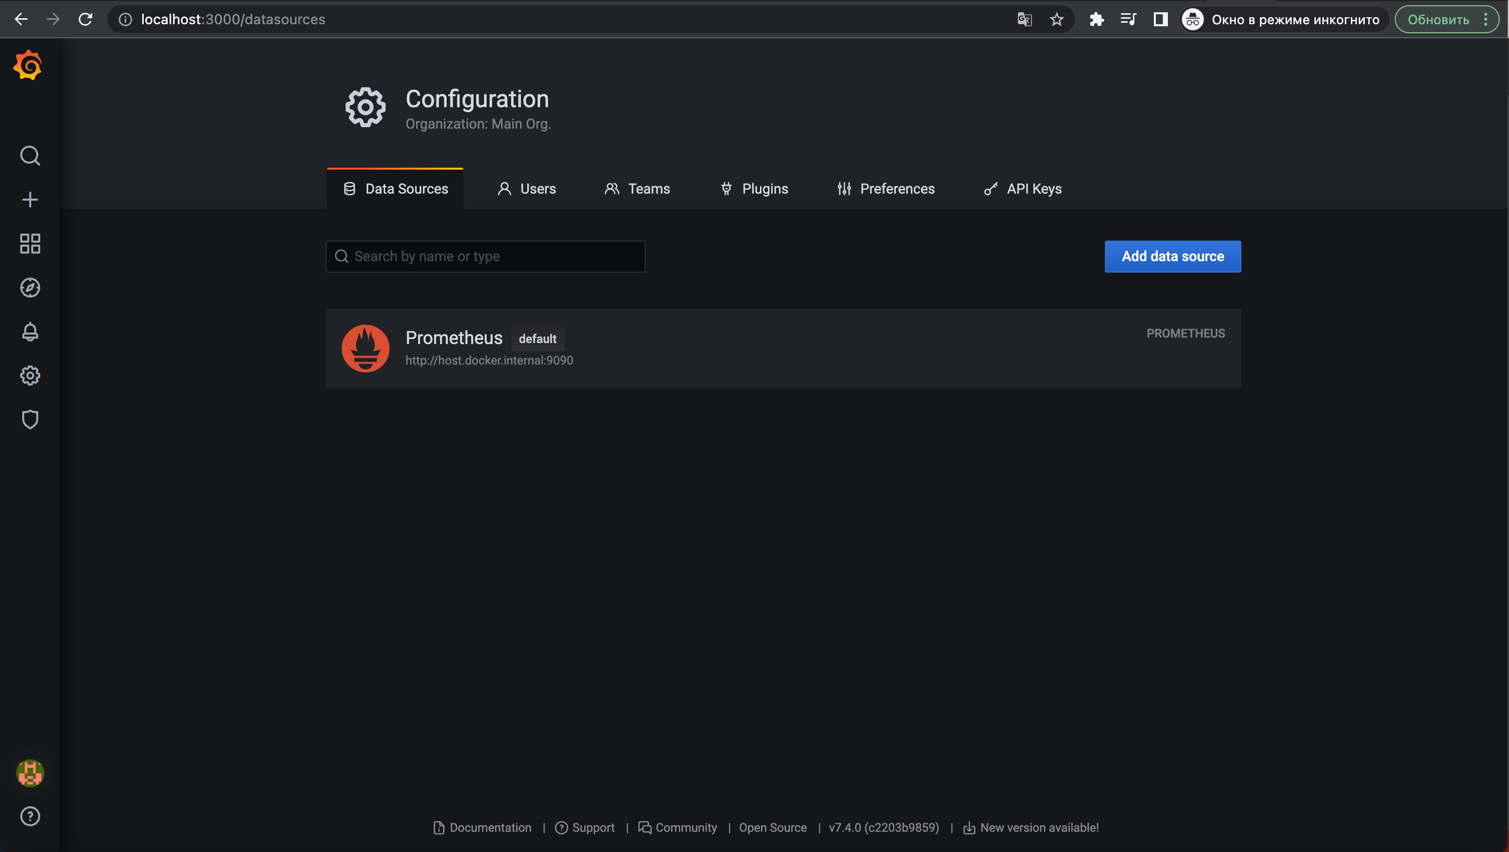 localhost:3000/datasources
Окно в режиме инкогнито
Обновить
Configuration
Organization: Main Org.
Data Sources Users Teams Plugins Preferences API Keys
Search by name or type
Add data source
Prometheus default
PROMETHEUS
http://host.docker.internal:9090
Documentation | Support | Community | Open Source | v7.4.0 (c2203b9859) | New version available!